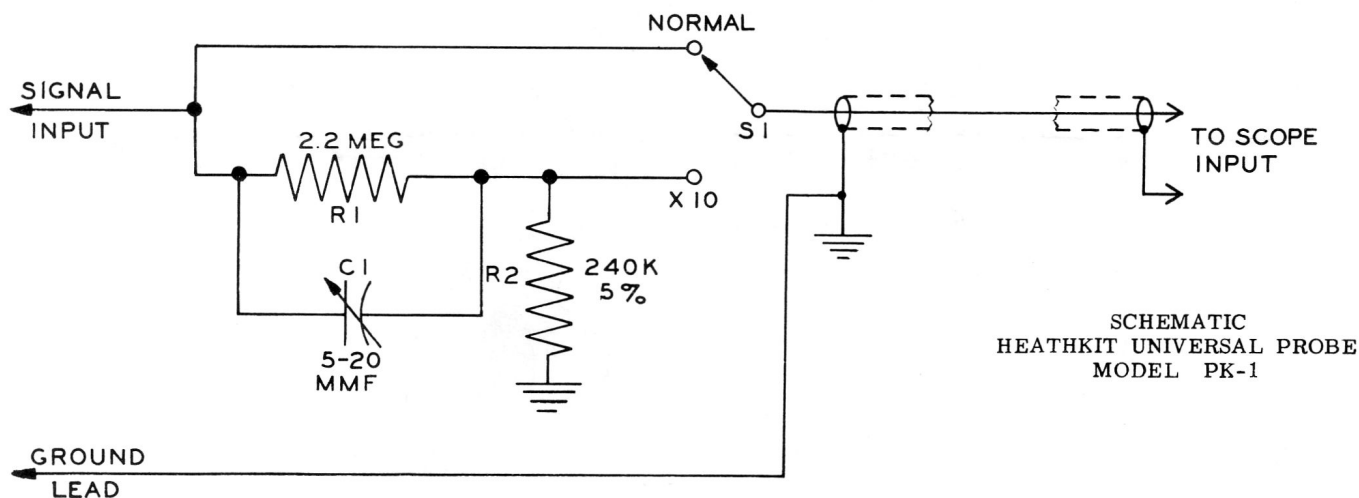 NORMAL
SIGNAL
INPUT
S1
TO SCOPE
INPUT
2.2 MEG
R1
X10
C1
5-20
MMF
R2
240K
5%
SCHEMATIC
HEATHKIT UNIVERSAL PROBE
MODEL PK-1
GROUND
LEAD